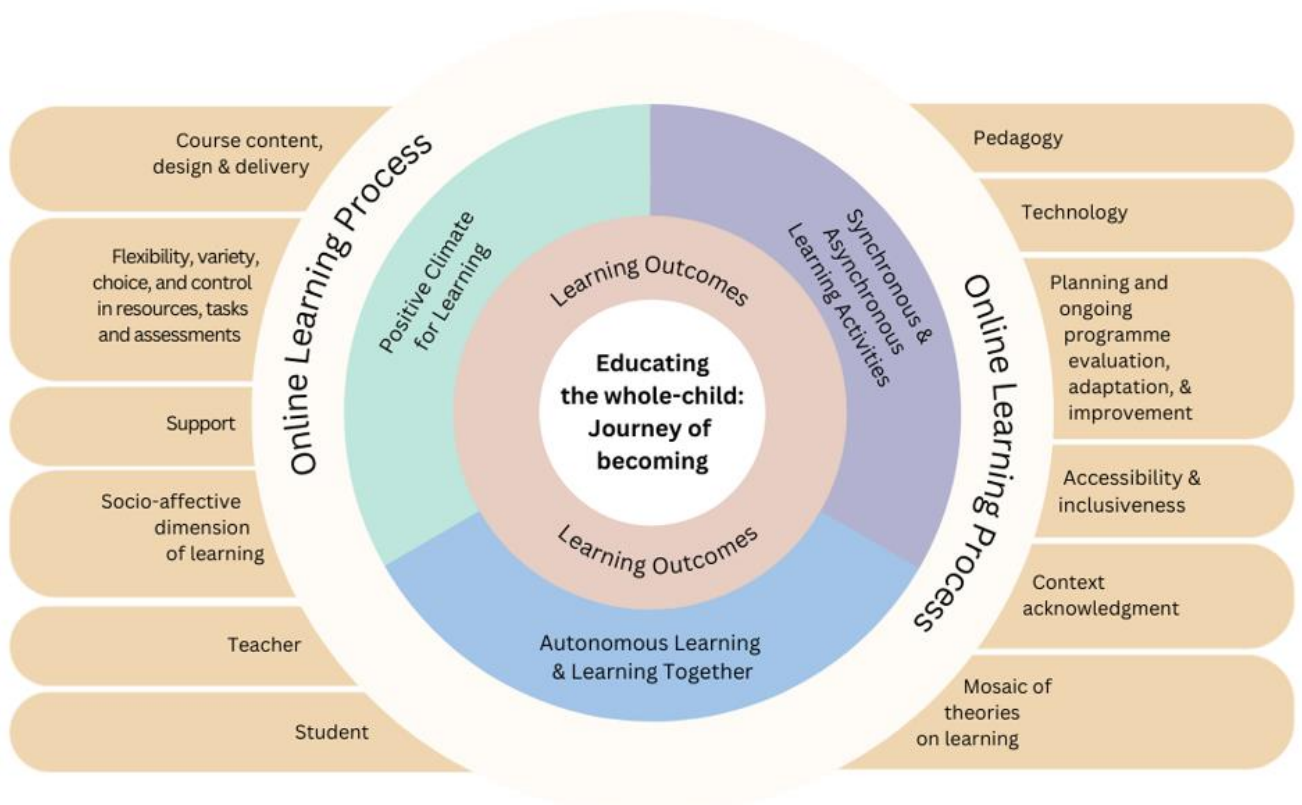 Course content,
design & delivery
Flexibility, variety,
choice, and control
in resources, tasks
and assessments
Support
Socio-affective
dimension
of learning
Teacher
Student
Online Learning Process
Positive Climate
for Learning
Learning Outcomes
Educating
the whole-child:
Journey of
becoming
Learning Outcomes
Autonomous Learning
& Learning Together
Synchronous &
Asynchronous
Learning Activities
Online Learning Process
Pedagogy
Technology
Planning and
ongoing
programme
evaluation,
adaptation, &
improvement
Accessibility &
inclusiveness
Context
acknowledgment
Mosaic of
theories
on learning